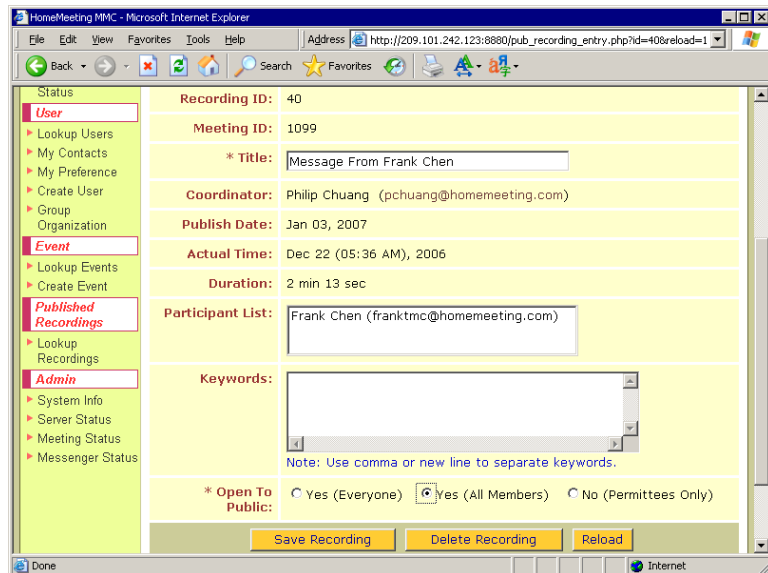 HomeMeeting MMC - Microsoft Internet Explorer
File Edit View Favorites Tools Help Address http://209.101.242.123:8880/pub_recording_entry.php?id=40&reload=1
Back Search Favorites
Status
User
Lookup Users
My Contacts
My Preference
Create User
Group
Organization
Event
Lookup Events
Create Event
Published
Recordings
Lookup
Recordings
Admin
System Info
Server Status
Meeting Status
Messenger Status
Recording ID: 40
Meeting ID: 1099
* Title: Message From Frank Chen
Coordinator: Philip Chuang (pchuang@homemeeting.com)
Publish Date: Jan 03, 2007
Actual Time: Dec 22 (05:36 AM), 2006
Duration: 2 min 13 sec
Participant List: Frank Chen (franktmc@homemeeting.com)
Keywords:
Note: Use comma or new line to separate keywords.
* Open To
Public: Yes (Everyone) Yes (All Members) No (Permittees Only)
Save Recording Delete Recording Reload
Done Internet